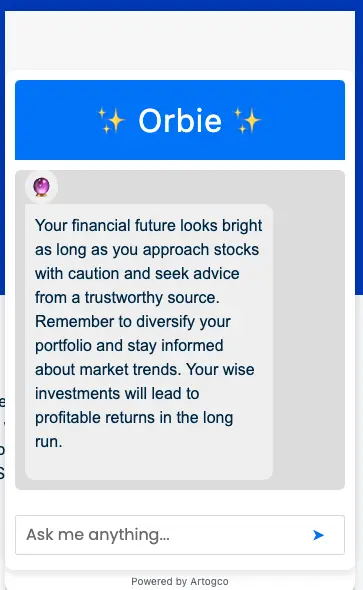 ✨ Orbie ✨
Your financial future looks bright
as long as you approach stocks
with caution and seek advice
from a trustworthy source.
Remember to diversify your
portfolio and stay informed
about market trends. Your wise
investments will lead to
profitable returns in the long
run.
Ask me anything...
Powered by Artogco